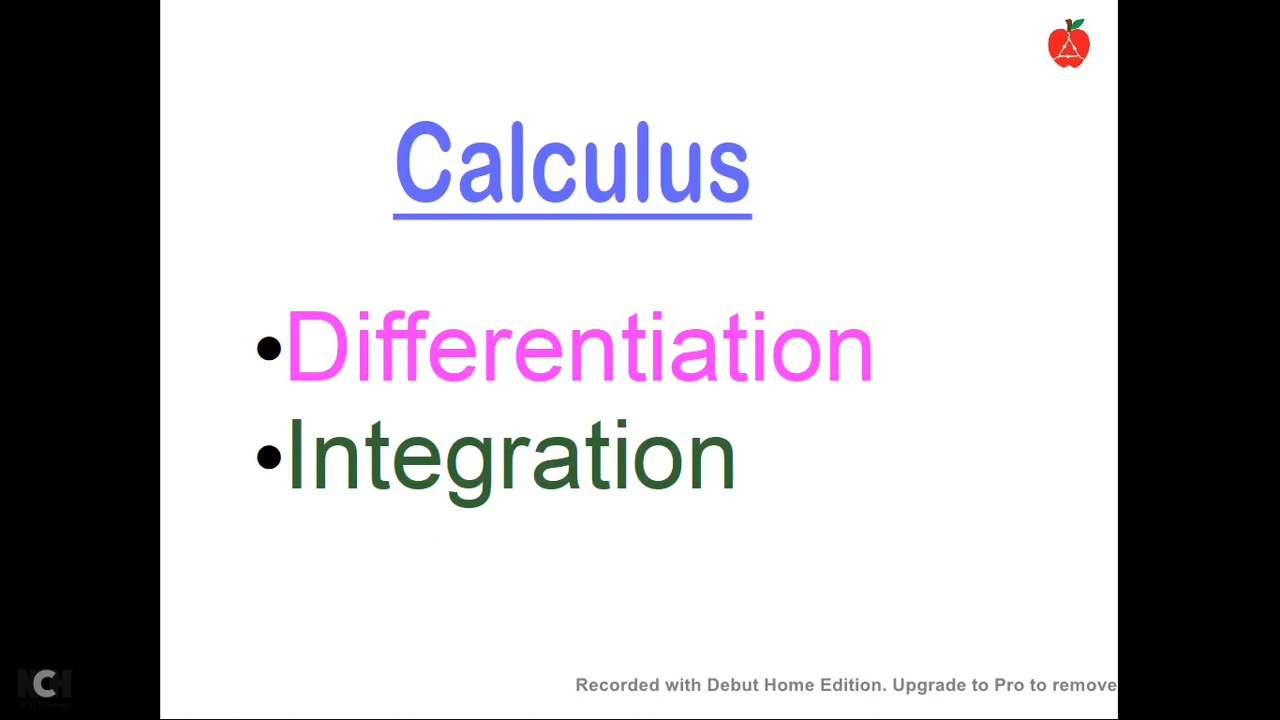 Calculus
•Differentiation
•Integration
Recorded with Debut Home Edition. Upgrade to Pro to remove